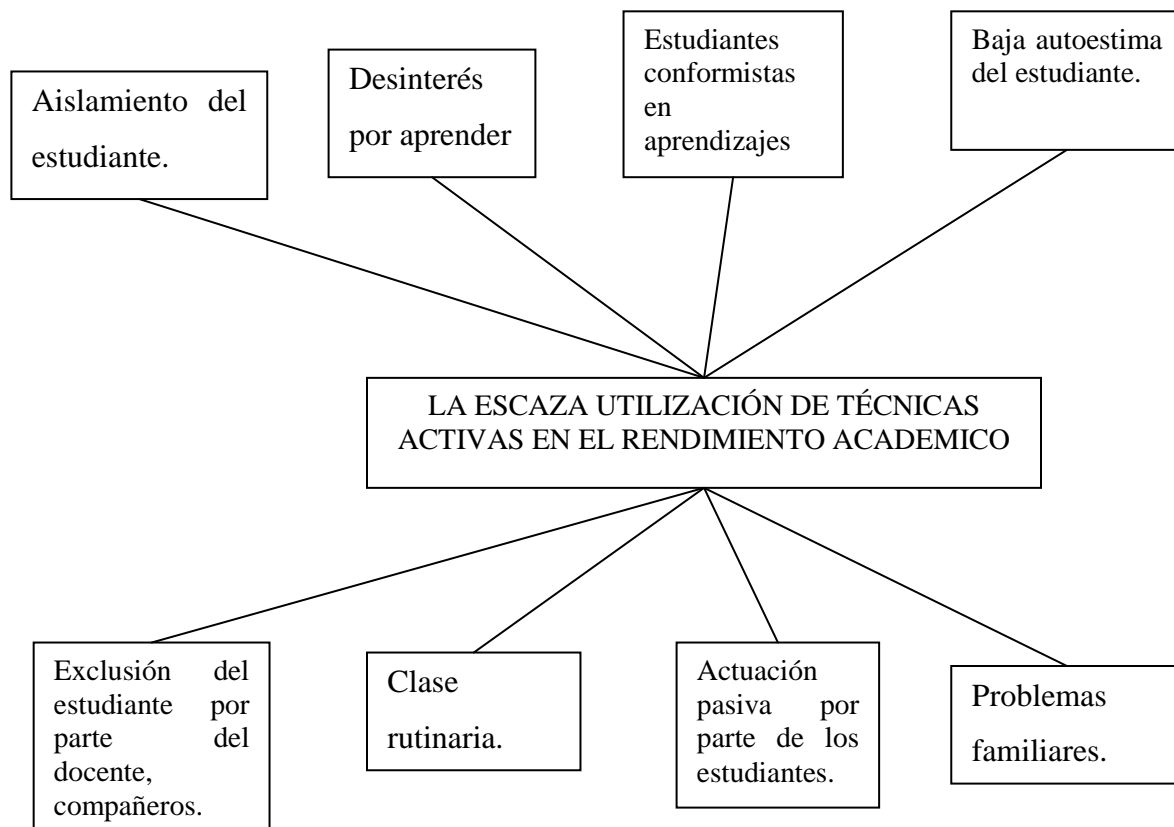 Aislamiento del
estudiante.
Desinterés
por aprender
Estudiantes
conformistas
en
aprendizajes
Baja autoestima
del estudiante.
LA ESCAZA UTILIZACIÓN DE TÉCNICAS
ACTIVAS EN EL RENDIMIENTO ACADEMICO
Exclusión del
estudiante por
parte del
docente,
compañeros.
Clase
rutinaria.
Actuación
pasiva por
parte de los
estudiantes.
Problemas
familiares.